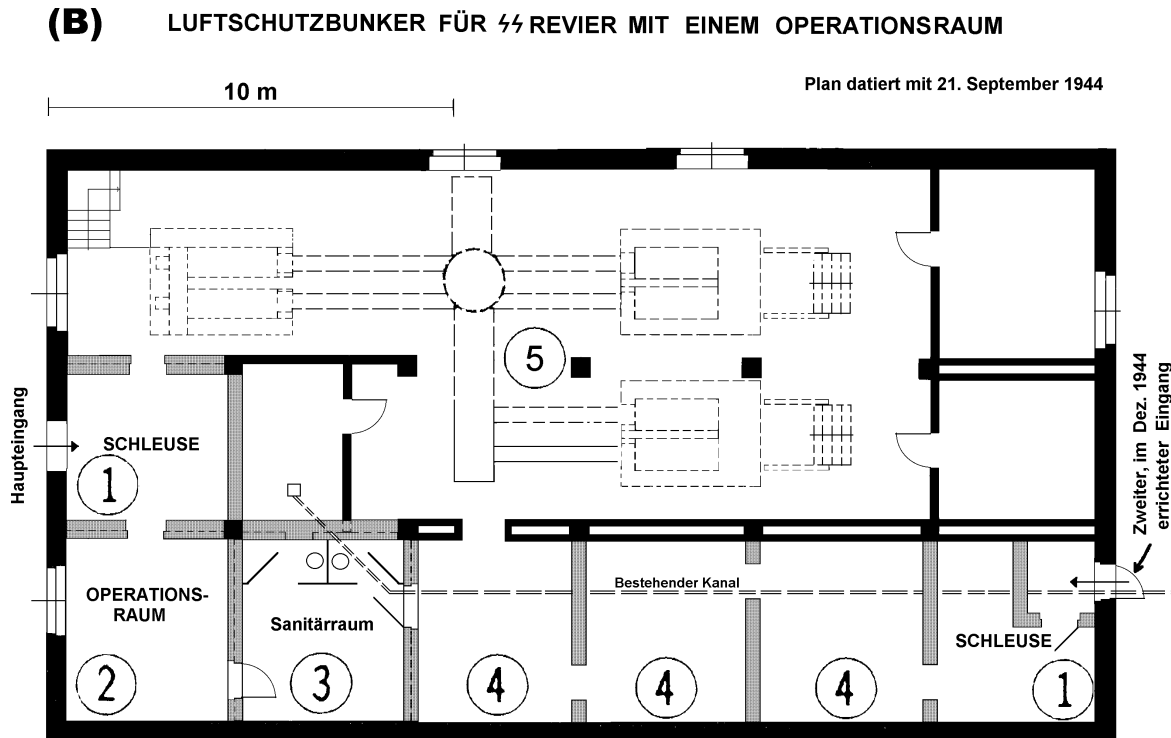 (B) LUFTSCHUTZBUNKER FÜR ᛋᛋ REVIER MIT EINEM OPERATIONSRAUM
10 m
Plan datiert mit 21. September 1944
Haupteingang
SCHLEUSE
1
5
Zweiter, im Dez. 1944
errichteter Eingang
OPERATIONS-
RAUM
2
Sanitärraum
3
Bestehender Kanal
4
4
4
SCHLEUSE
1